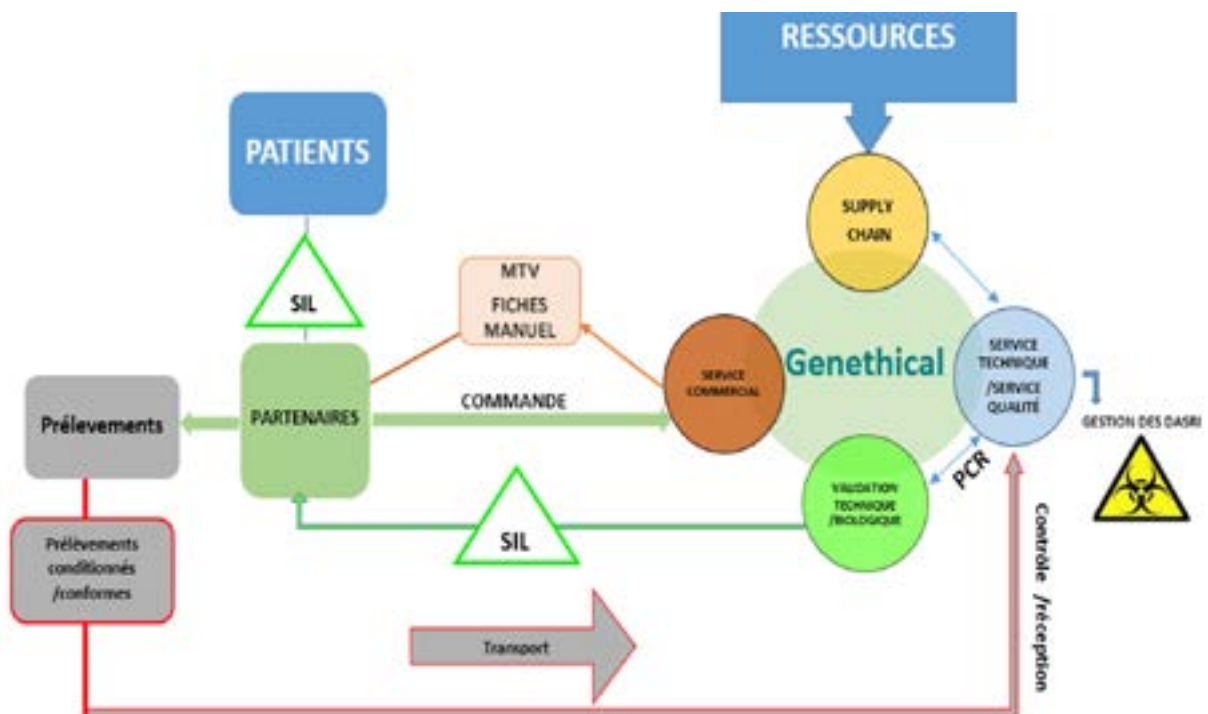 RESSOURCES
PATIENTS
SUPPLY
CHAIN
SIL
MTV
FICHES
MANUEL
Genethical
SERVICE
TECHNIQUE
/SERVICE
QUALITÉ
SERVICE
COMMERCIAL
COMMANDE
PARTENAIRES
Prélevements
GESTION DES DASRI
PCR
VALIDATION
TECHNIQUE
/BIOLOGIQUE
SIL
Prélèvements
conditionnés
/conformes
Contrôle /réception
Transport